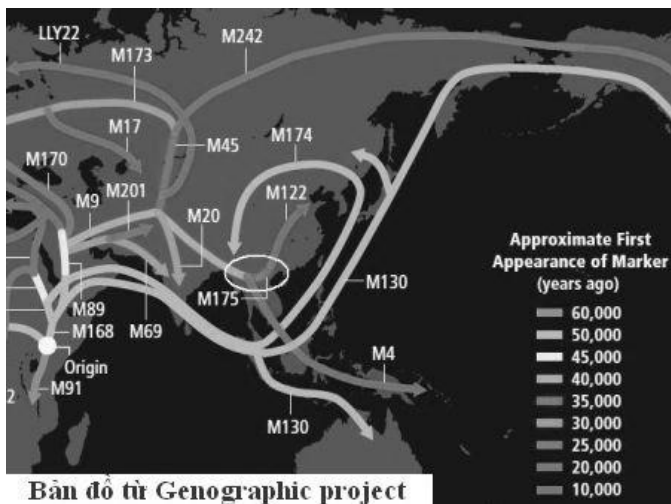 LLY22
M242
M173
M17
M45
M174
M170
M9
M201
M122
M20
M175
M130
M89
M168
M69
Origin
M91
2
M4
M130
Approximate First
Appearance of Marker
(years ago)
60,000
50,000
45,000
40,000
35,000
30,000
25,000
20,000
10,000
Bản đồ từ Genographic project